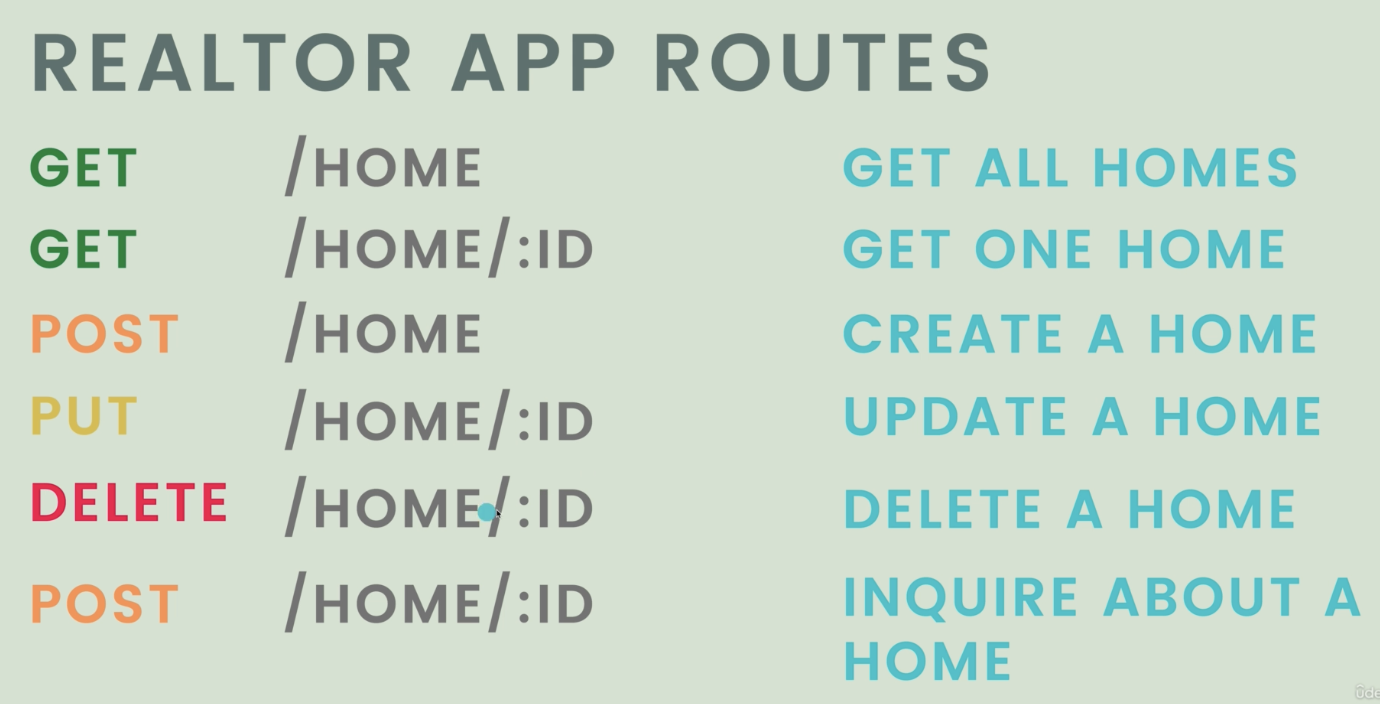 REALTOR APP ROUTES
GET /HOME GET ALL HOMES
GET /HOME/:ID GET ONE HOME
POST /HOME CREATE A HOME
PUT /HOME/:ID UPDATE A HOME
DELETE /HOME/:ID DELETE A HOME
POST /HOME/:ID INQUIRE ABOUT A
HOME